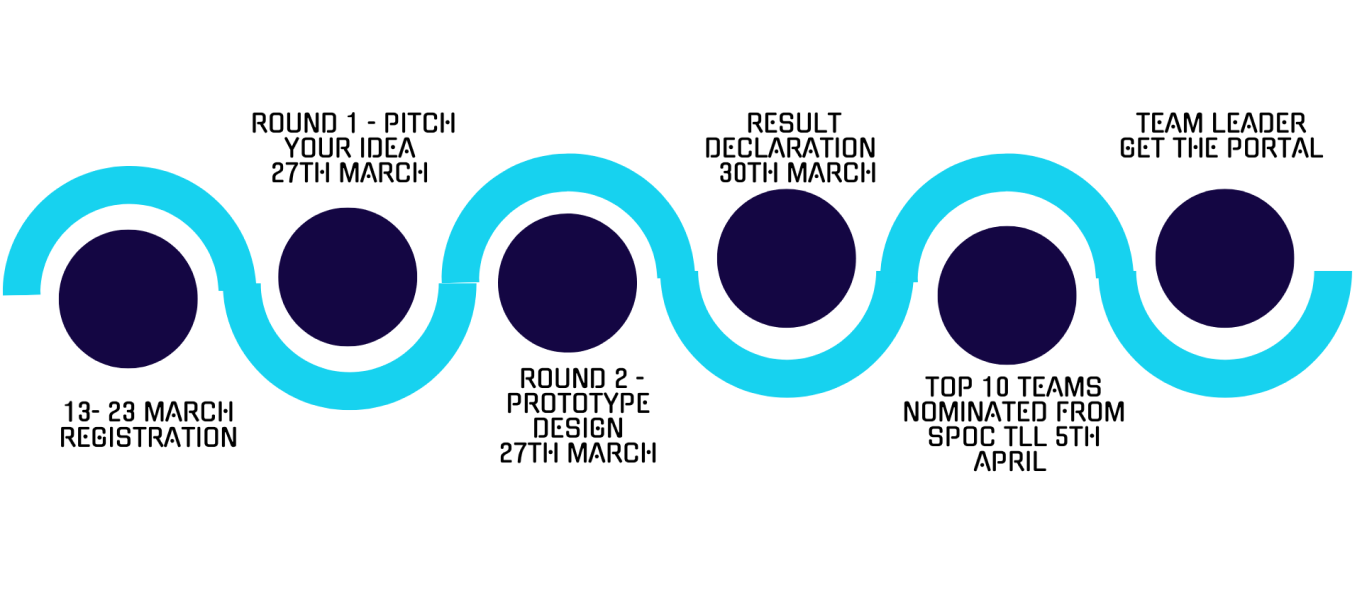 13- 23 MARCH
REGISTRATION
ROUND 1 - PITCH
YOUR IDEA
27TH MARCH
ROUND 2 -
PROTOTYPE
DESIGN
27TH MARCH
RESULT
DECLARATION
30TH MARCH
TOP 10 TEAMS
NOMINATED FROM
SPOC TLL 5TH
APRIL
TEAM LEADER
GET THE PORTAL